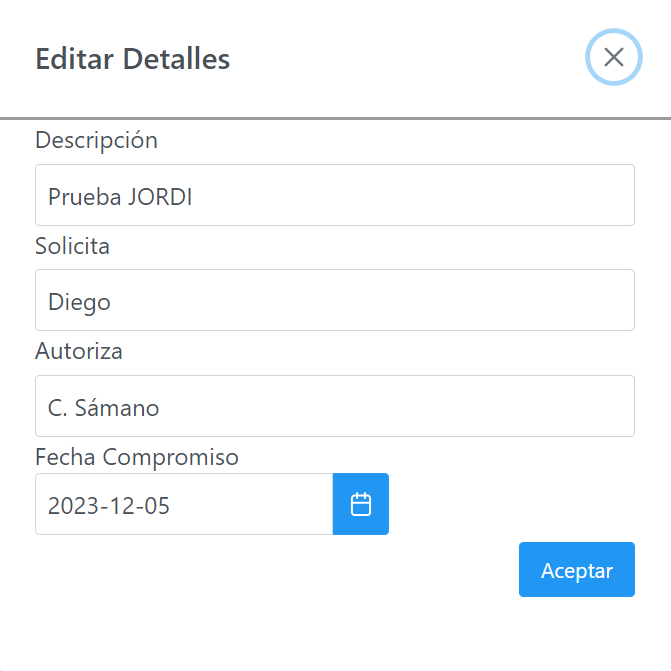 Editar Detalles
Descripción
Prueba JORDI
Solicita
Diego
Autoriza
C. Sámano
Fecha Compromiso
2023-12-05
Aceptar